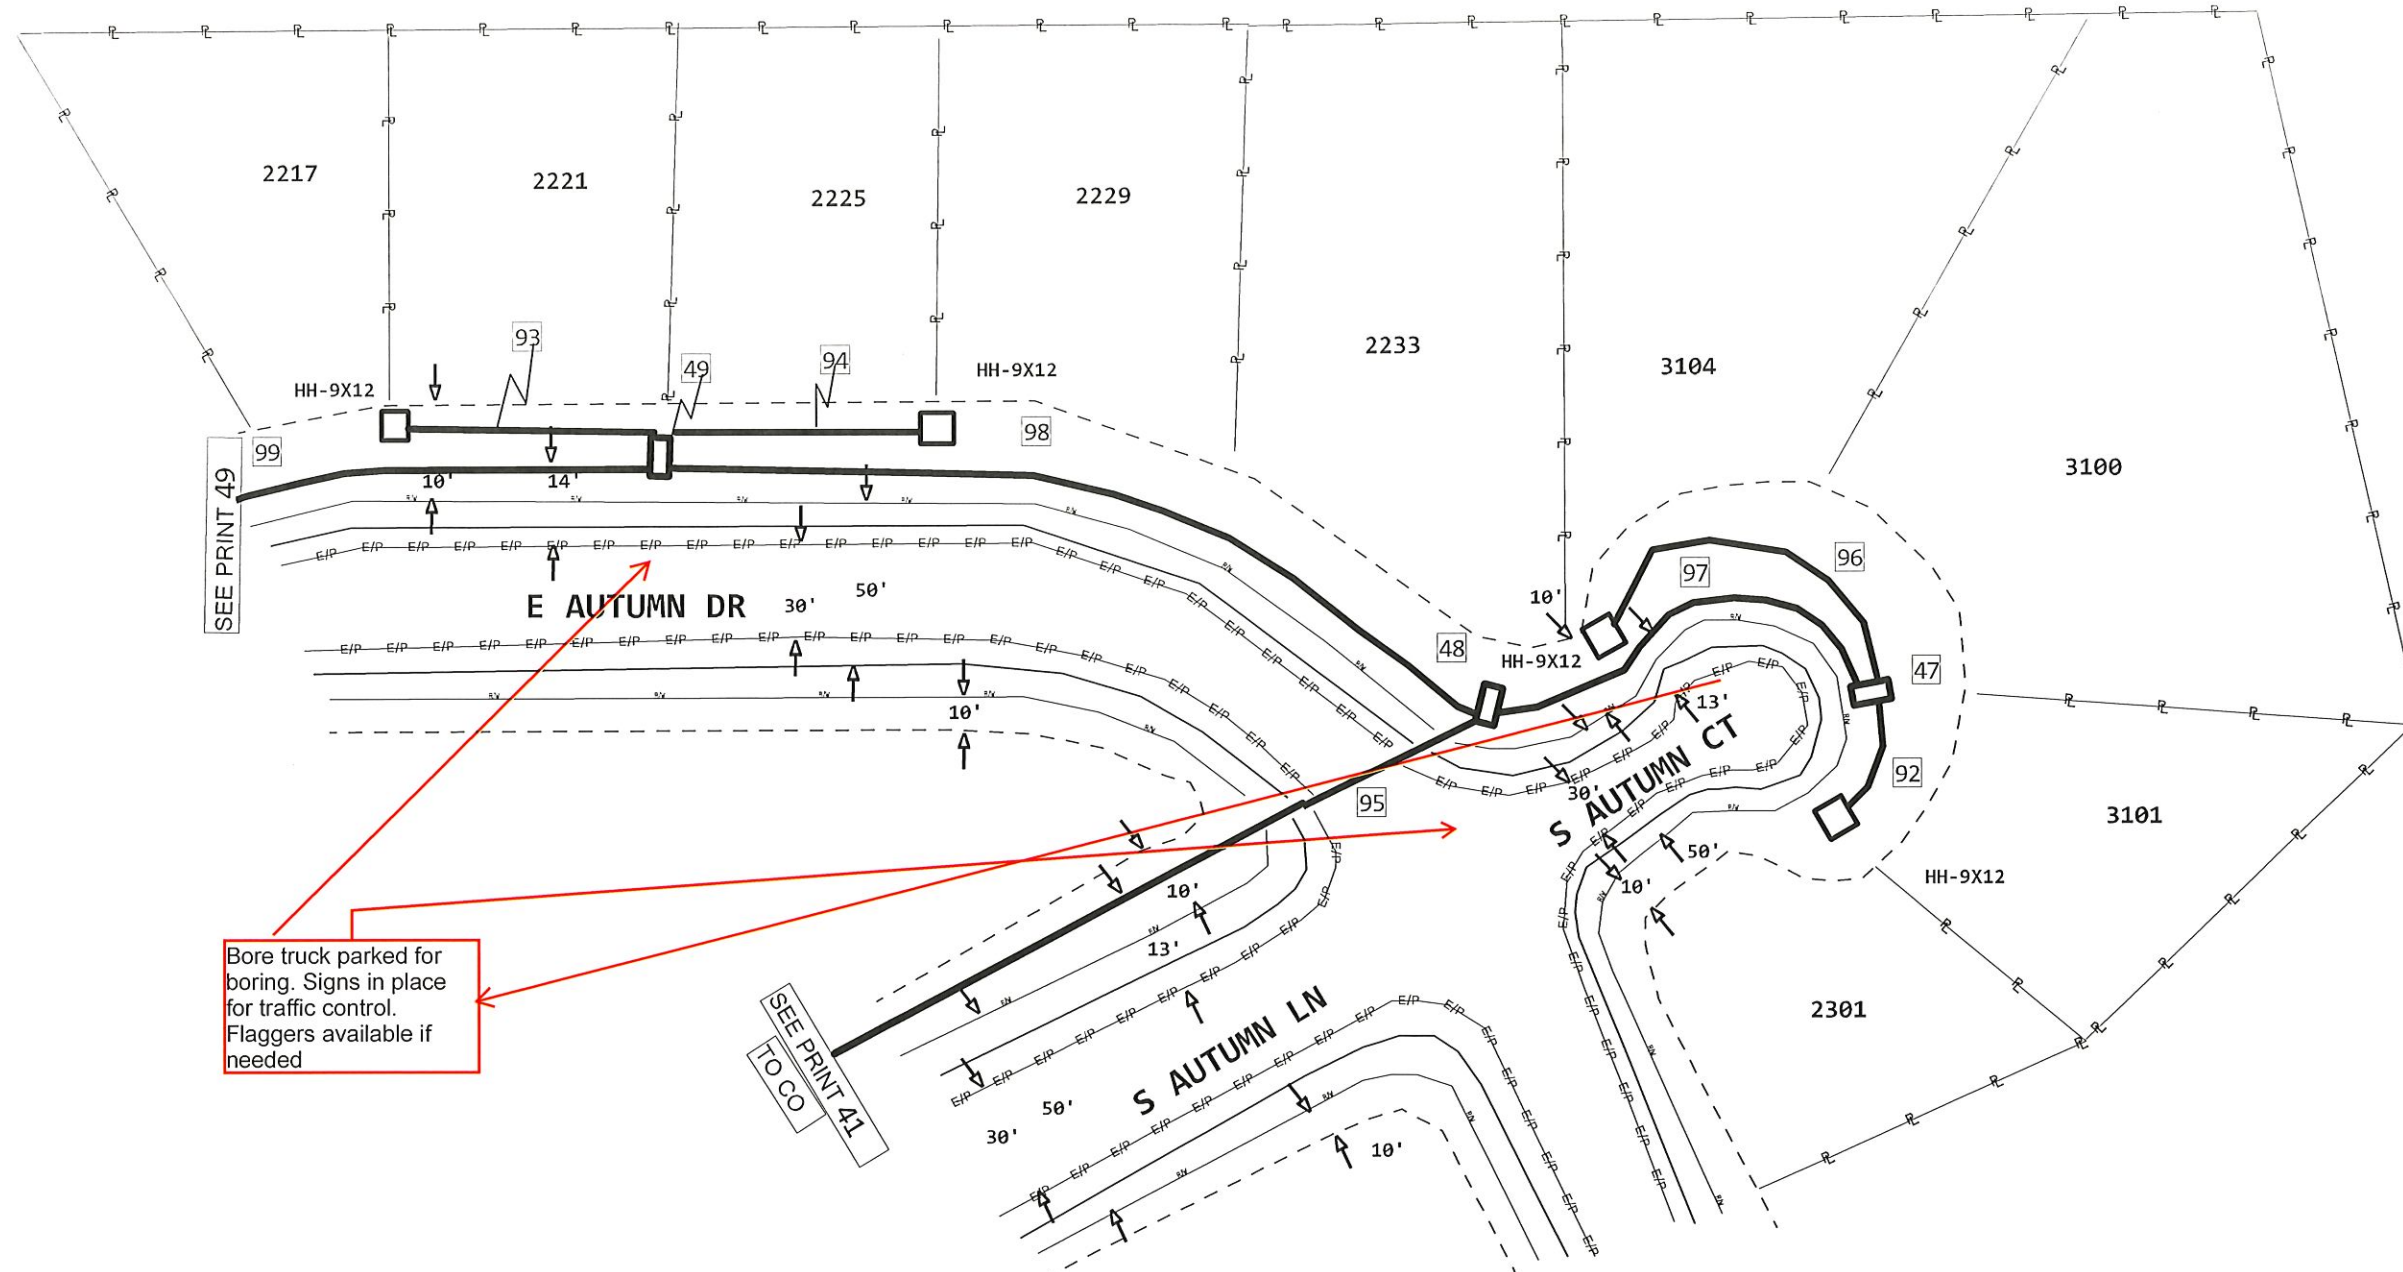 2217
2221
2225
2229
2233
3104
3100
93
49
94
HH-9X12
HH-9X12
99
98
SEE PRINT 49
10'
14'
E AUTUMN DR
30'
50'
10'
96
97
10'
48
HH-9X12
47
13'
S AUTUMN CT
30'
92
95
50'
10'
3101
HH-9X12
10'
13'
2301
Bore truck parked for
boring. Signs in place
for traffic control.
Flaggers available if
needed
SEE PRINT 41
TO CO
S AUTUMN LN
50'
30'
10'
E/P
R/W
PL